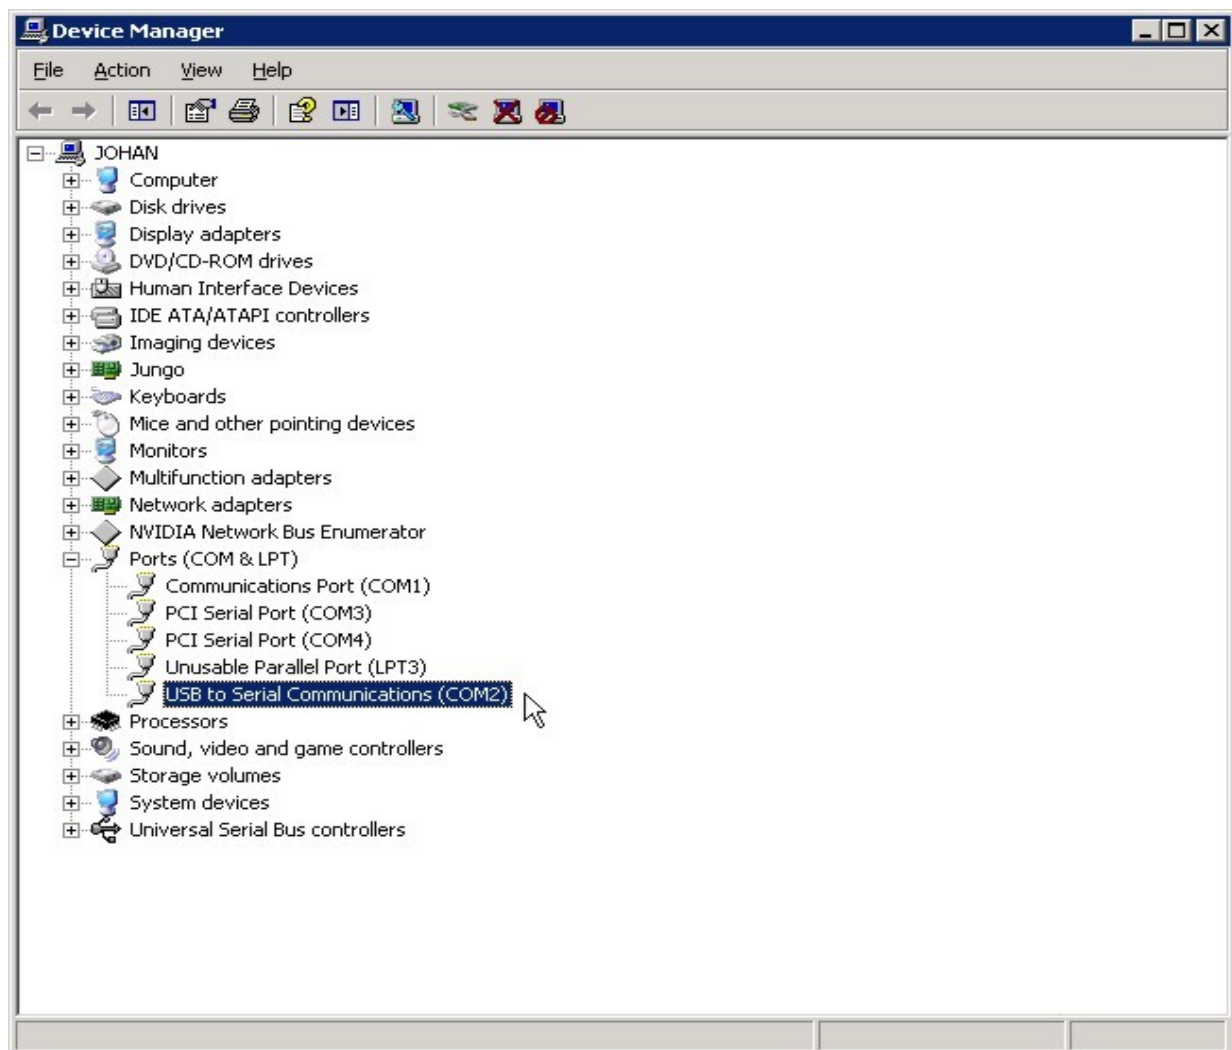 Device Manager
File Action View Help
JOHAN
Computer
Disk drives
Display adapters
DVD/CD-ROM drives
Human Interface Devices
IDE ATA/ATAPI controllers
Imaging devices
Jungo
Keyboards
Mice and other pointing devices
Monitors
Multifunction adapters
Network adapters
NVIDIA Network Bus Enumerator
Ports (COM & LPT)
Communications Port (COM1)
PCI Serial Port (COM3)
PCI Serial Port (COM4)
Unusable Parallel Port (LPT3)
USB to Serial Communications (COM2)
Processors
Sound, video and game controllers
Storage volumes
System devices
Universal Serial Bus controllers